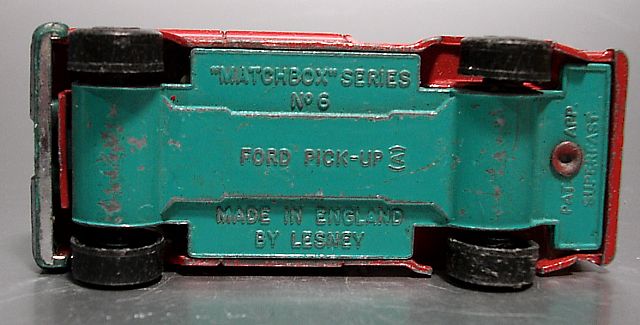 "MATCHBOX" SERIES
Nº 6
FORD PICK-UP (A)
MADE IN ENGLAND
BY LESNEY
PAT APP
SUPERFAST